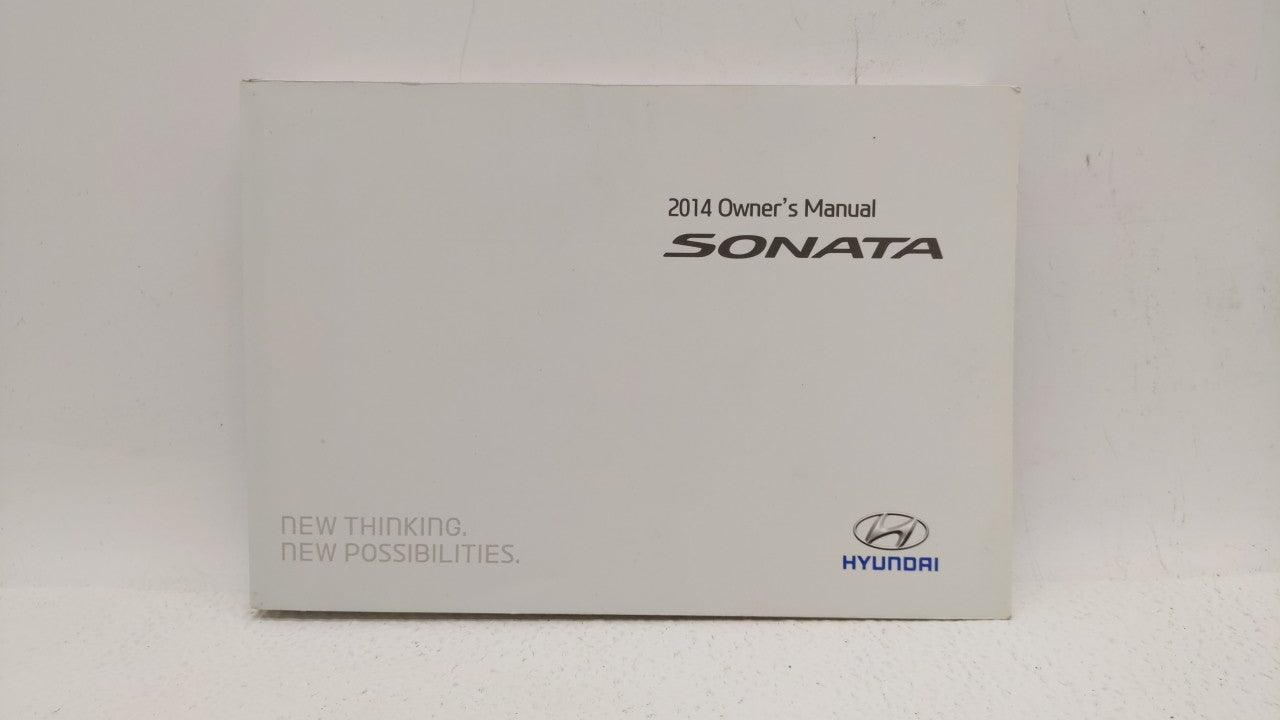 2014 Owner's Manual
SONATA
NEW THINKING.
NEW POSSIBILITIES.
HYUNDAI